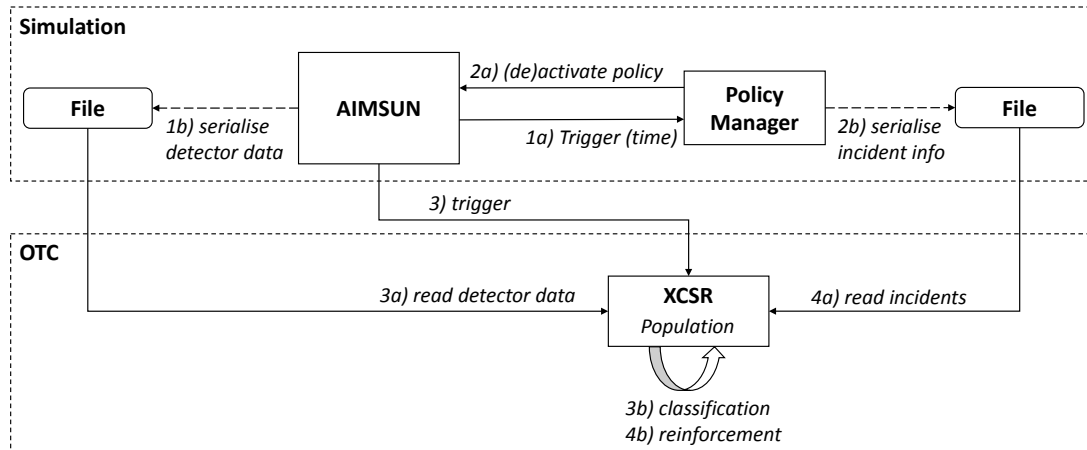 Simulation
File
1b) serialise
detector data
AIMSUN
2a) (de)activate policy
1a) Trigger (time)
Policy
Manager
2b) serialise
incident info
File
3) trigger
OTC
3a) read detector data
XCSR
Population
4a) read incidents
3b) classification
4b) reinforcement